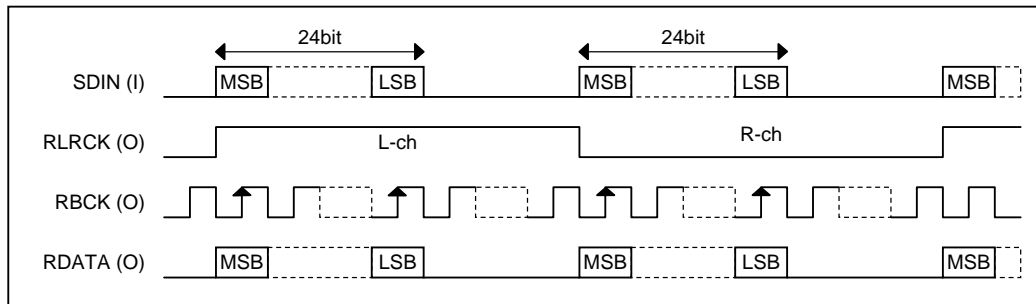 24bit 24bit
SDIN (I) MSB LSB MSB LSB MSB
RLRCK (O) L-ch R-ch
RBCK (O)
RDATA (O) MSB LSB MSB LSB MSB